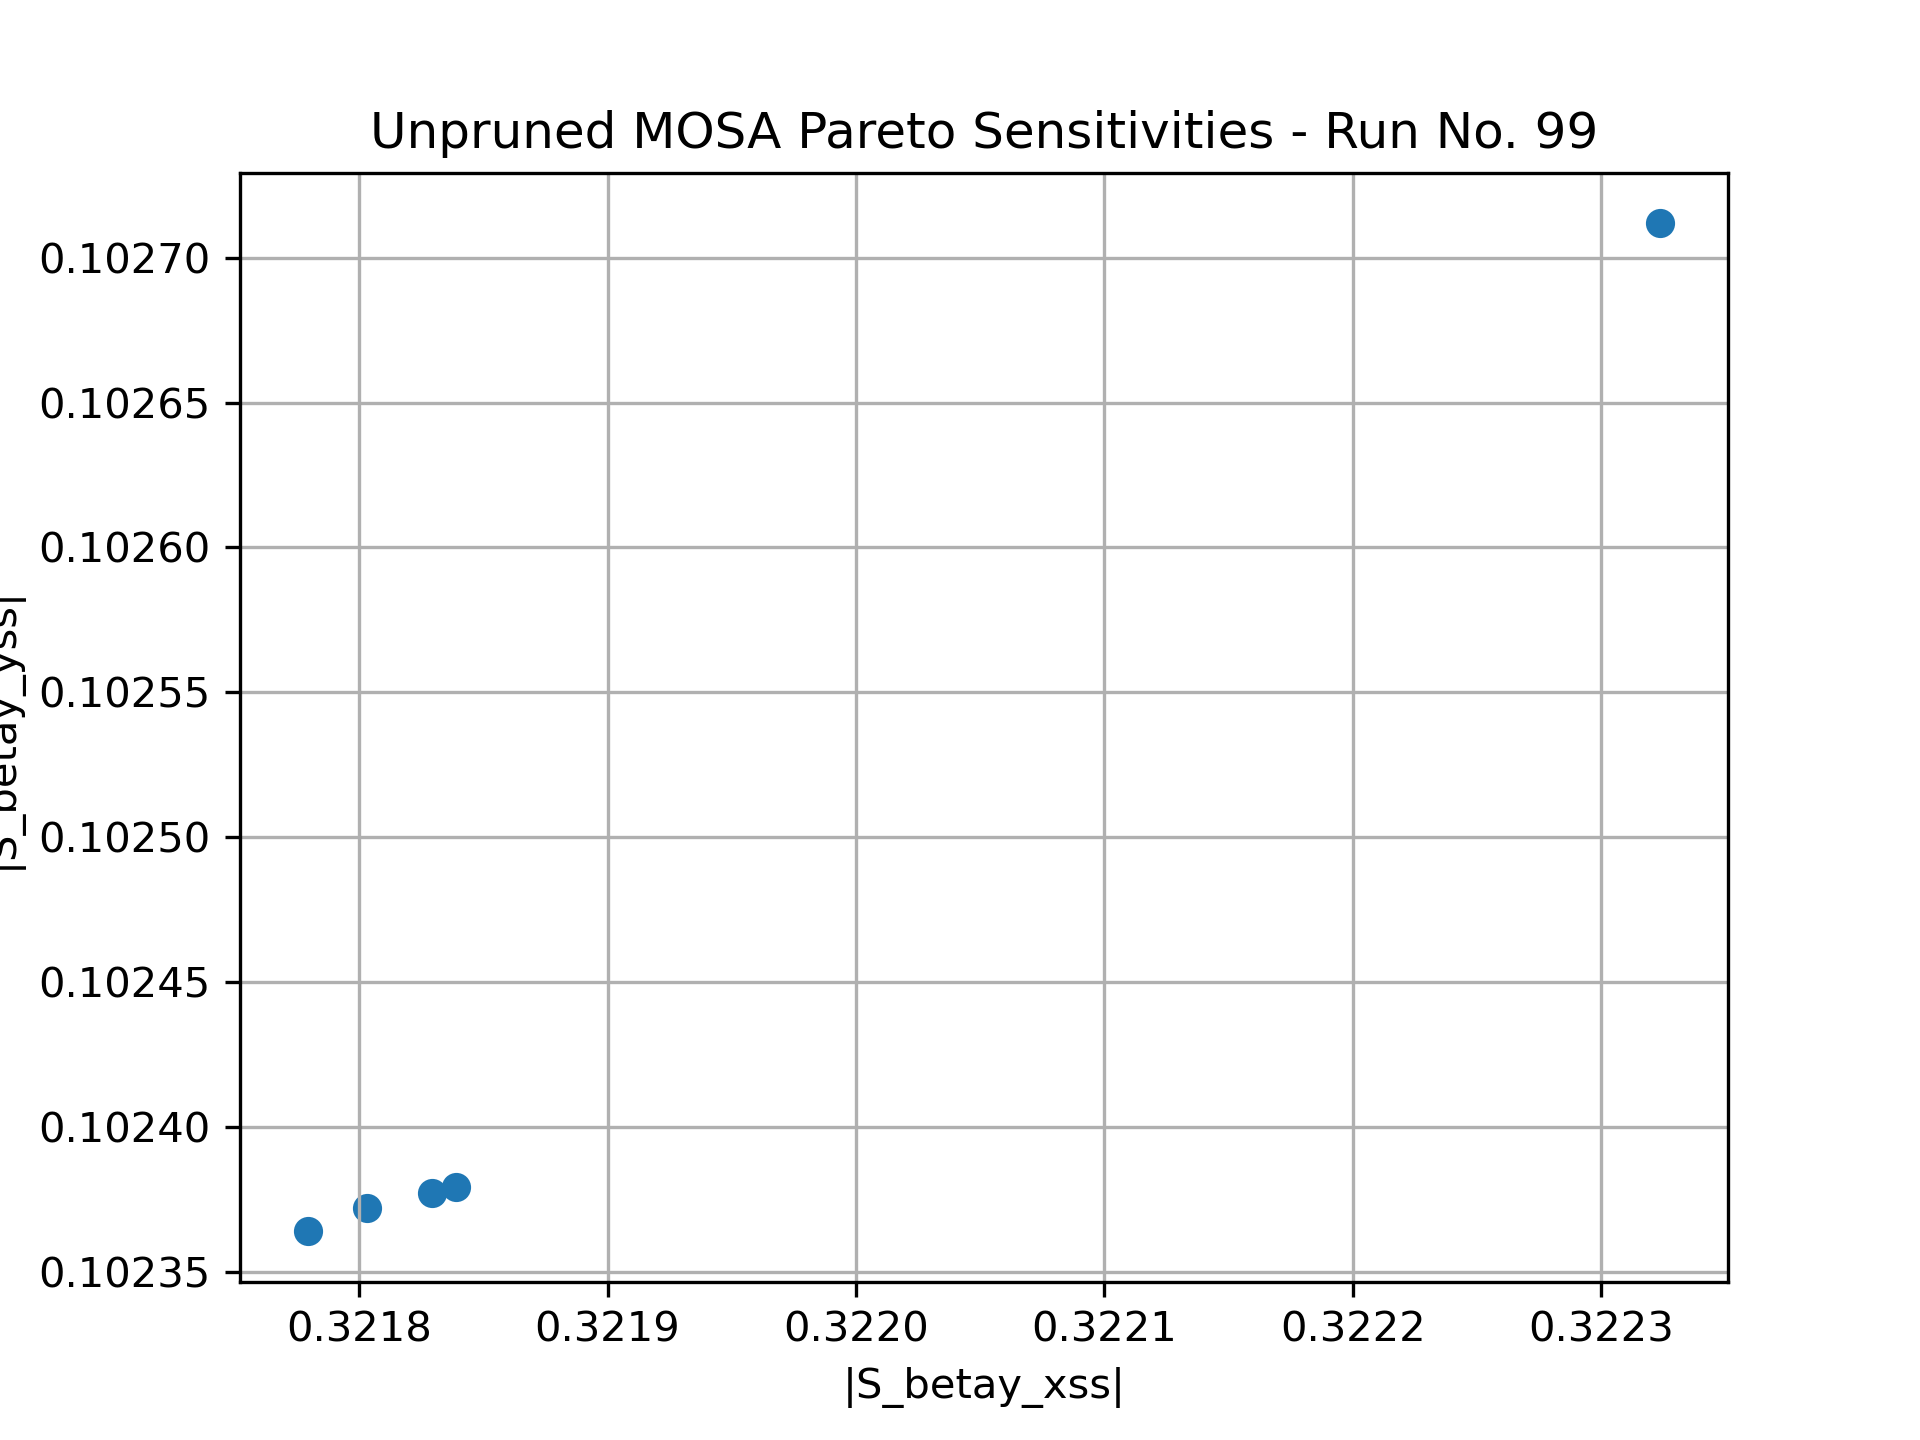 Unpruned MOSA Pareto Sensitivities - Run No. 99
0.10270
0.10265
0.10260
0.10255
0.10250
0.10245
0.10240
0.10235
|S_betay_yss|
0.3218 0.3219 0.3220 0.3221 0.3222 0.3223
|S_betay_xss|